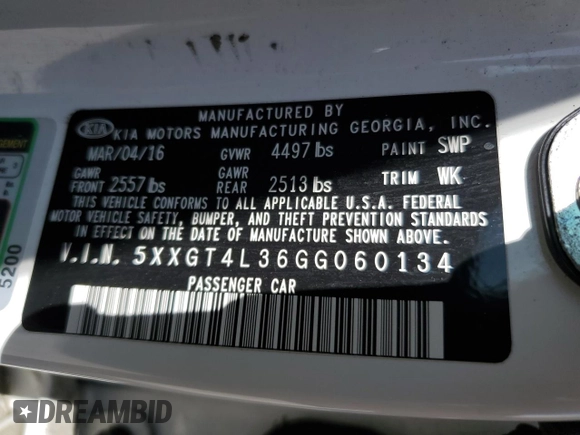 MANUFACTURED BY
KIA KIA MOTORS MANUFACTURING GEORGIA, INC.
MAR/04/16 GVWR 4497 lbs PAINT SWP
GAWR FRONT 2557 lbs GAWR REAR 2513 lbs TRIM WK
THIS VEHICLE CONFORMS TO ALL APPLICABLE U.S.A. FEDERAL
MOTOR VEHICLE SAFETY, BUMPER, AND THEFT PREVENTION STANDARDS
IN EFFECT ON THE DATE OF MANUFACTURE SHOWN ABOVE.
V.I.N. 5XXGT4L36GG060134
PASSENGER CAR
5200
DREAMBID